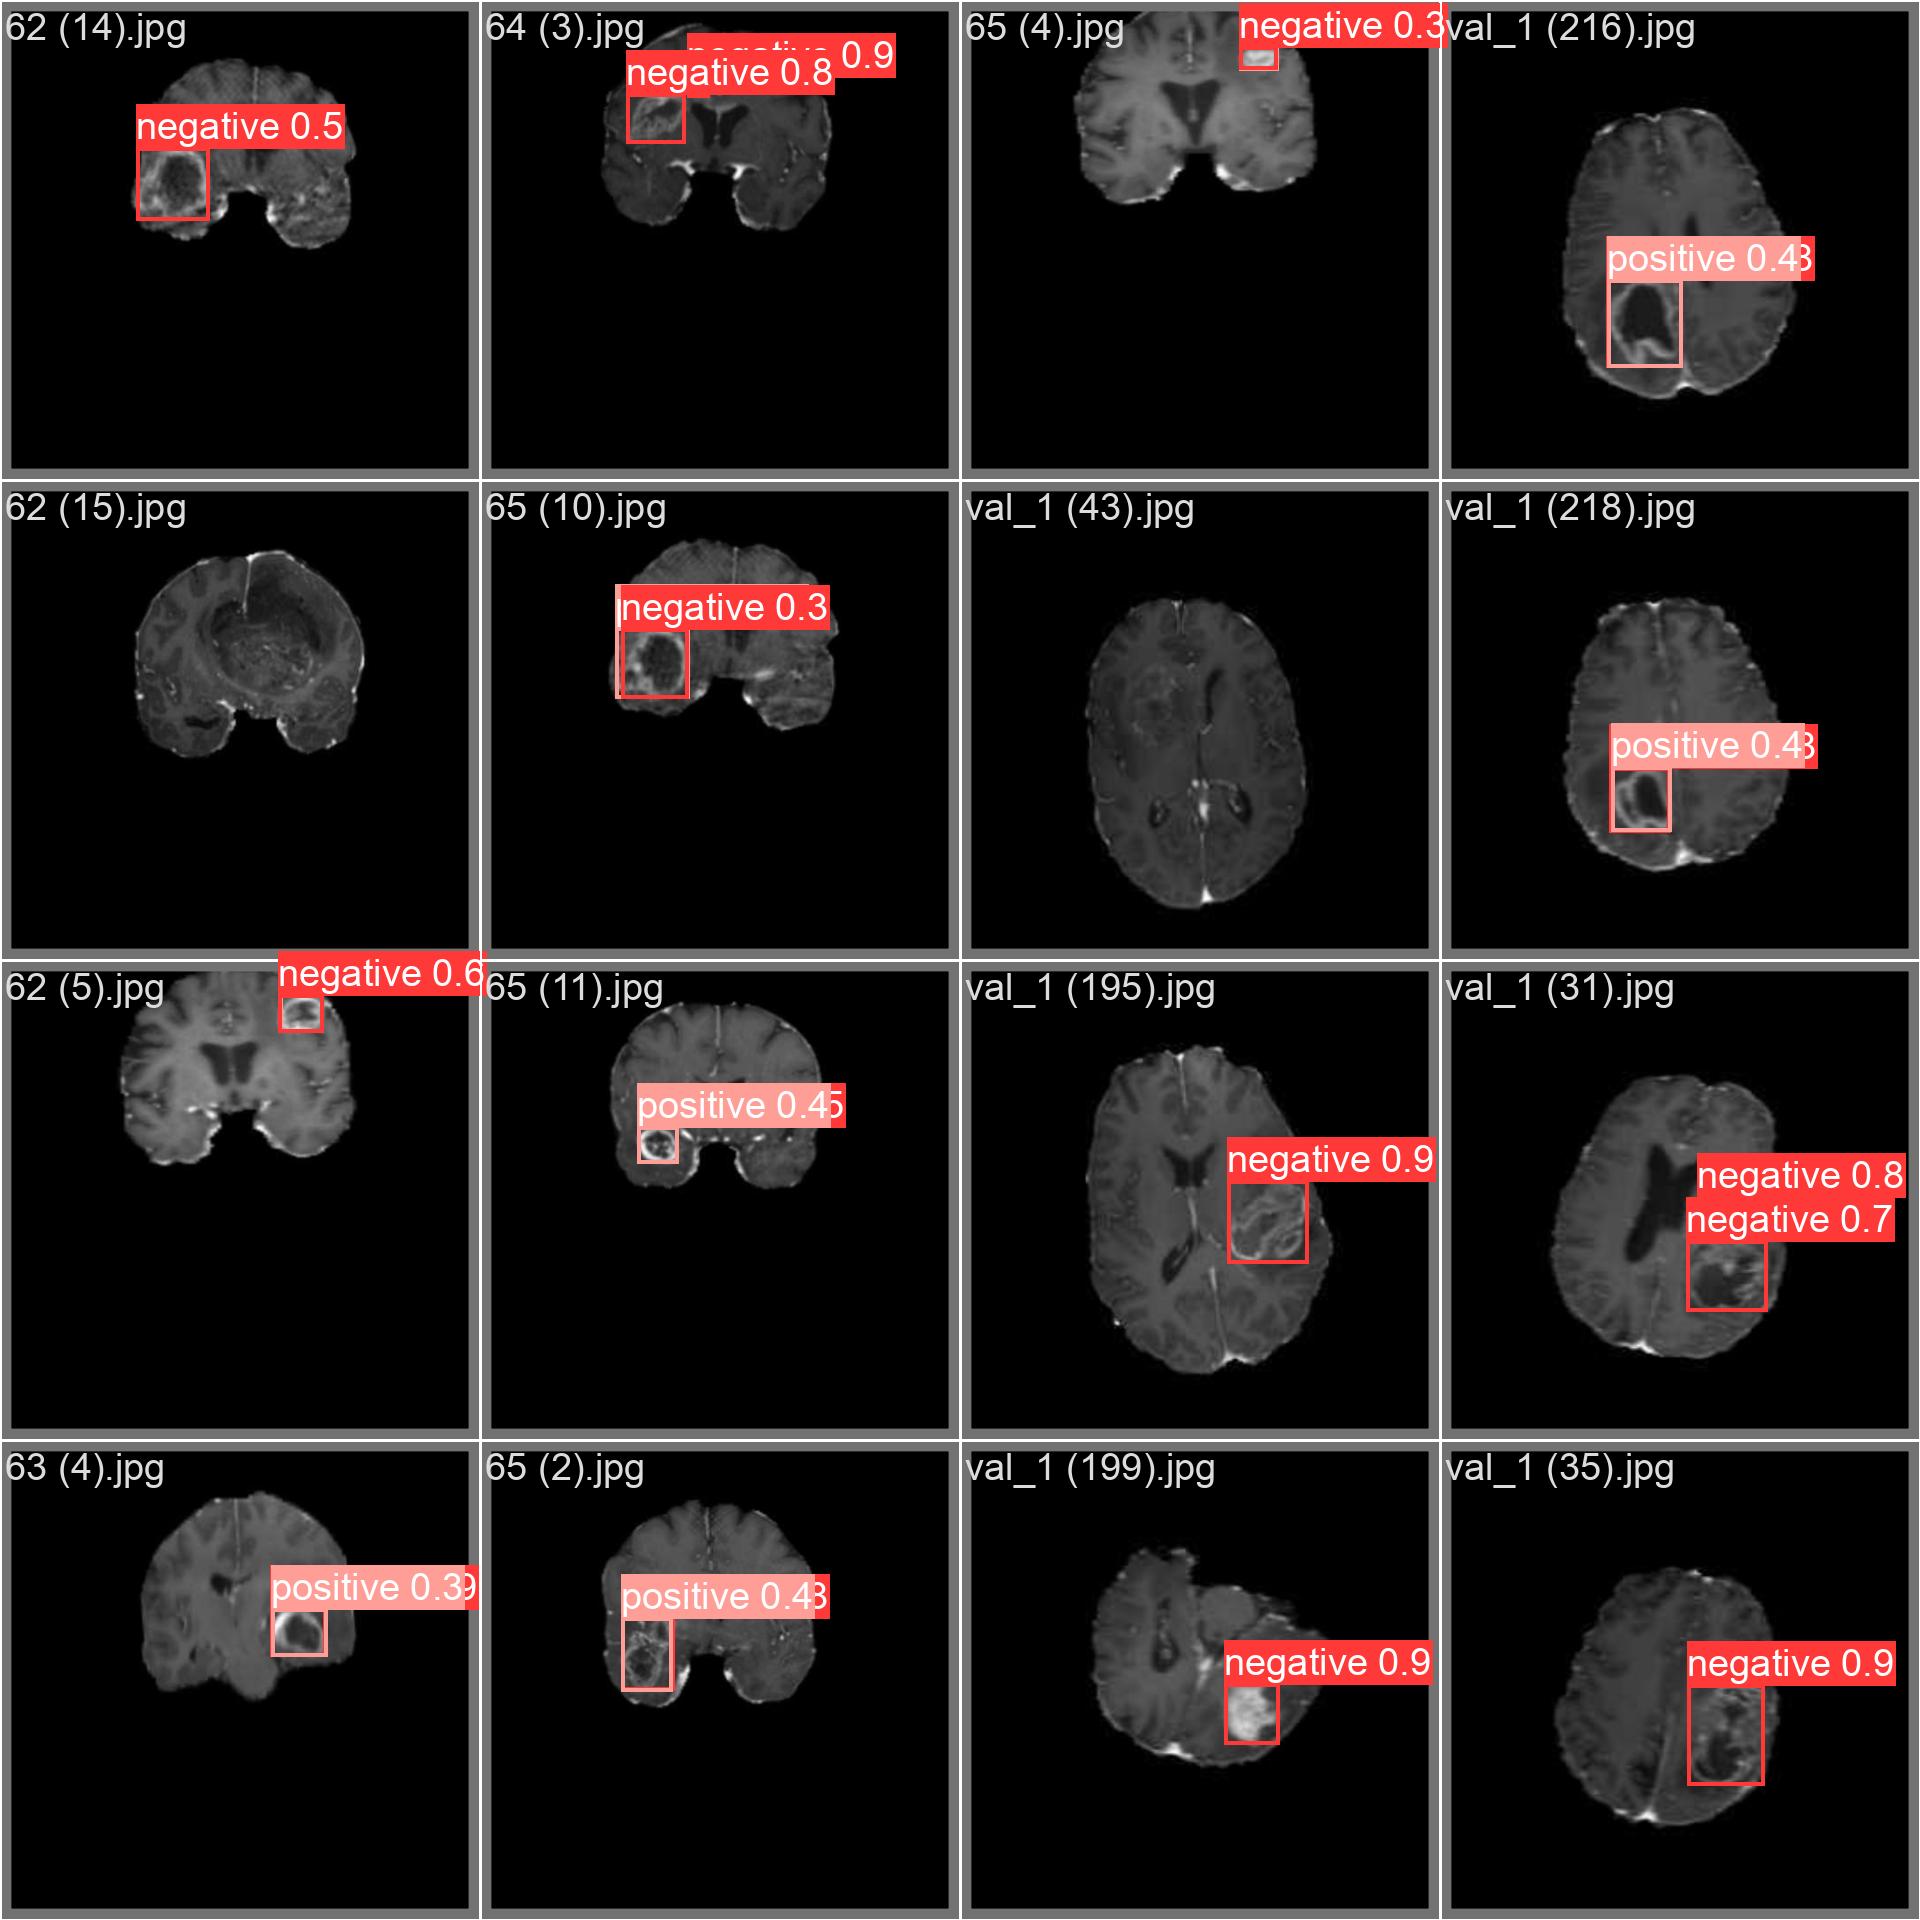 62 (14).jpg
negative 0.5
64 (3).jpg
0.9
negative 0.8
65 (4).jpg
negative 0.3
val_1 (216).jpg
positive 0.43
62 (15).jpg
65 (10).jpg
negative 0.3
val_1 (43).jpg
val_1 (218).jpg
positive 0.43
62 (5).jpg
negative 0.6
65 (11).jpg
positive 0.45
val_1 (195).jpg
negative 0.9
val_1 (31).jpg
negative 0.8
negative 0.7
63 (4).jpg
positive 0.39
65 (2).jpg
positive 0.43
val_1 (199).jpg
negative 0.9
val_1 (35).jpg
negative 0.9